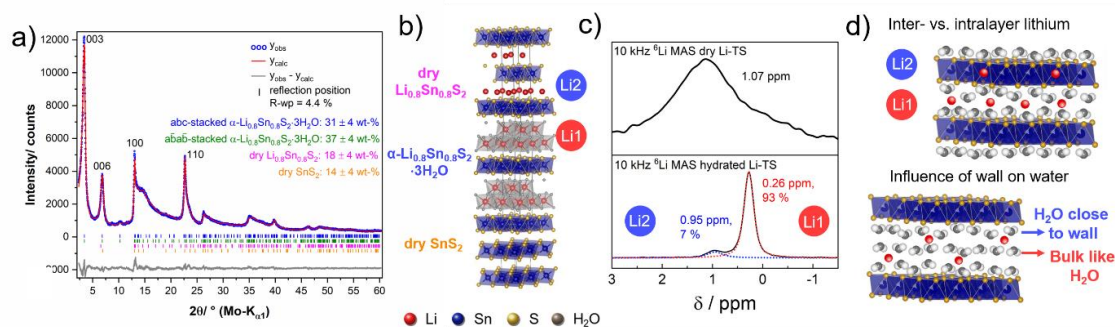 a)
003
006
100
110
y_obs
y_calc
y_obs - y_calc
reflection position
R-wp = 4.4 %
abc-stacked α-Li0.8Sn0.8S2·3H2O: 31 ± 4 wt-%
ab̄āb-stacked α-Li0.8Sn0.8S2·3H2O: 37 ± 4 wt-%
dry Li0.8Sn0.8S2: 18 ± 4 wt-%
dry SnS2: 14 ± 4 wt-%
Intensity/ counts
12000
10000
8000
6000
4000
2000
0
5 10 15 20 25 30 35 40 45 50 55 60
2θ/ ° (Mo-Kα1)
b)
dry
Li0.8Sn0.8S2
Li2
Li1
α-Li0.8Sn0.8S2
·3H2O
dry SnS2
Li Sn S H2O
c)
10 kHz ⁶Li MAS dry Li-TS
1.07 ppm
10 kHz ⁶Li MAS hydrated Li-TS
0.26 ppm,
93 %
Li2
Li1
0.95 ppm,
7 %
3 2 1 0 -1
δ / ppm
d)
Inter- vs. intralayer lithium
Li2
Li1
Influence of wall on water
H2O close
to wall
Bulk like
H2O